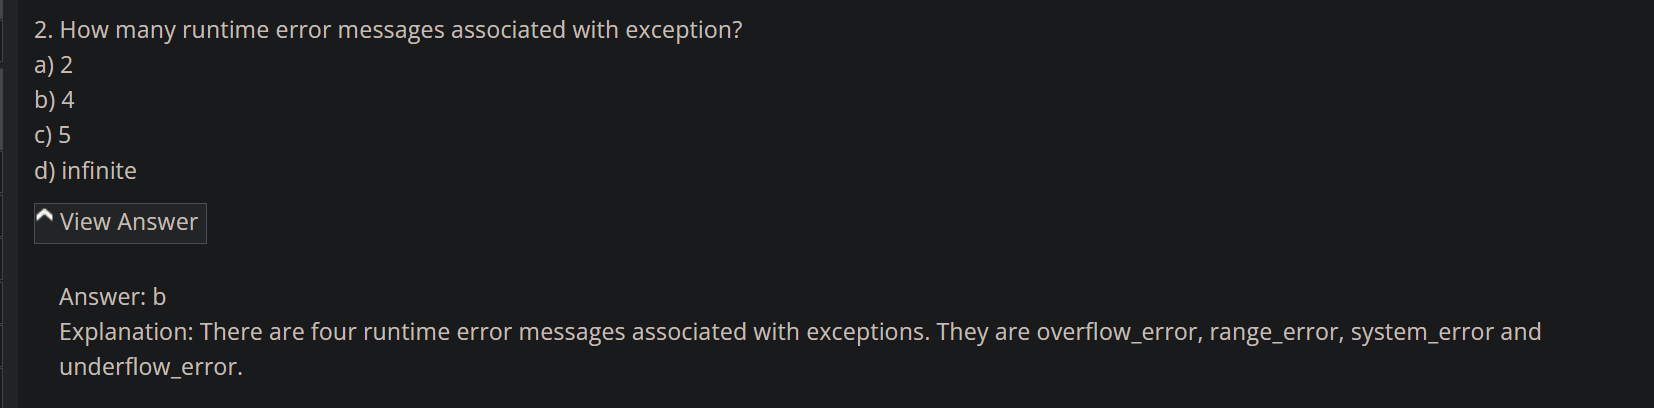 2. How many runtime error messages associated with exception?
a) 2
b) 4
c) 5
d) infinite
View Answer
Answer: b
Explanation: There are four runtime error messages associated with exceptions. They are overflow_error, range_error, system_error and
underflow_error.